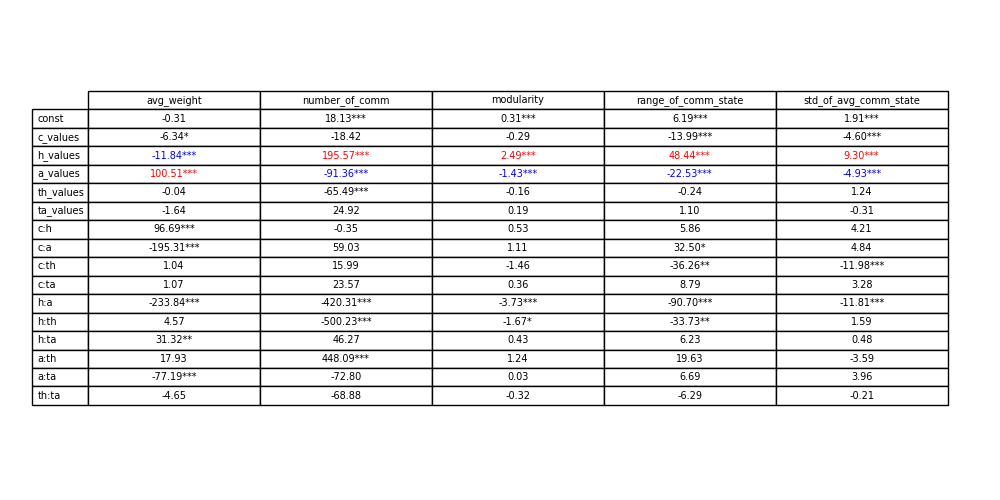 avg_weight number_of_comm modularity range_of_comm_state std_of_avg_comm_state
const -0.31 18.13*** 0.31*** 6.19*** 1.91***
c_values -6.34* -18.42 -0.29 -13.99*** -4.60***
h_values -11.84*** 195.57*** 2.49*** 48.44*** 9.30***
a_values 100.51*** -91.36*** -1.43*** -22.53*** -4.93***
th_values -0.04 -65.49*** -0.16 -0.24 1.24
ta_values -1.64 24.92 0.19 1.10 -0.31
c:h 96.69*** -0.35 0.53 5.86 4.21
c:a -195.31*** 59.03 1.11 32.50* 4.84
c:th 1.04 15.99 -1.46 -36.26** -11.98***
c:ta 1.07 23.57 0.36 8.79 3.28
h:a -233.84*** -420.31*** -3.73*** -90.70*** -11.81***
h:th 4.57 -500.23*** -1.67* -33.73** 1.59
h:ta 31.32** 46.27 0.43 6.23 0.48
a:th 17.93 448.09*** 1.24 19.63 -3.59
a:ta -77.19*** -72.80 0.03 6.69 3.96
th:ta -4.65 -68.88 -0.32 -6.29 -0.21